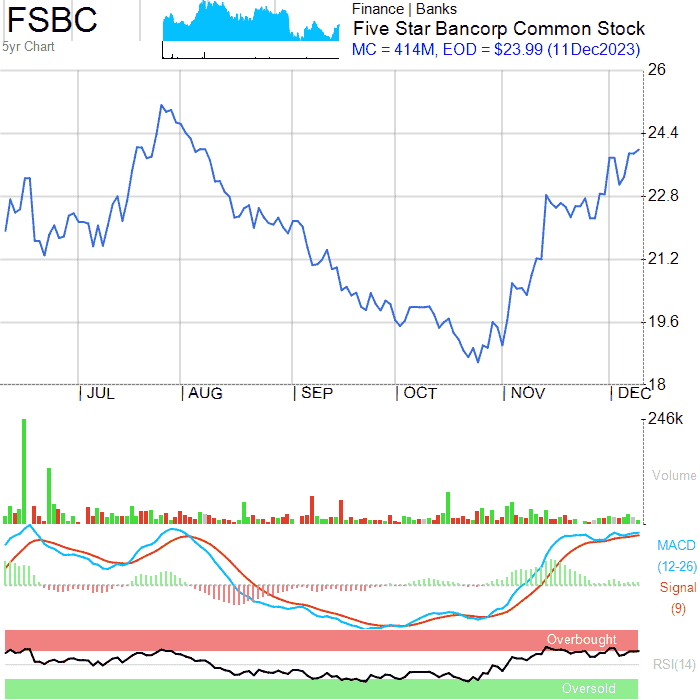 FSBC
5yr Chart
Finance | Banks
Five Star Bancorp Common Stock
MC = 414M, EOD = $23.99 (11Dec2023)
26
24.4
22.8
21.2
19.6
18
JUL AUG SEP OCT NOV DEC
246k
Volume
MACD
(12-26)
Signal
(9)
Overbought
RSI(14)
Oversold